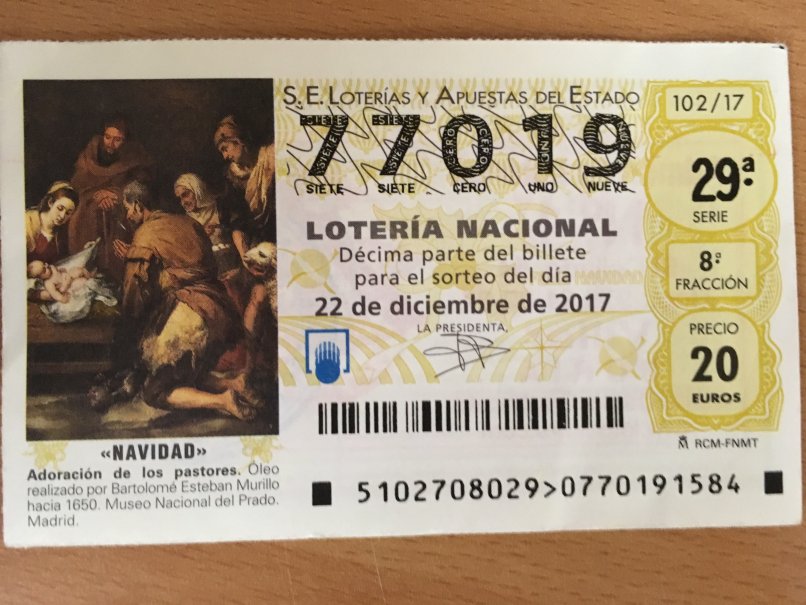 S.E. LOTERÍAS Y APUESTAS DEL ESTADO
77019
SIETE SIETE CERO UNO NUEVE
LOTERÍA NACIONAL
Décima parte del billete
para el sorteo del día
NAVIDAD
22 de diciembre de 2017
LA PRESIDENTA,
102/17
29.ª
SERIE
8.ª
FRACCIÓN
PRECIO
20
EUROS
RCM-FNMT
«NAVIDAD»
Adoración de los pastores. Óleo
realizado por Bartolomé Esteban Murillo
hacia 1650. Museo Nacional del Prado.
Madrid.
5102708029>0770191584